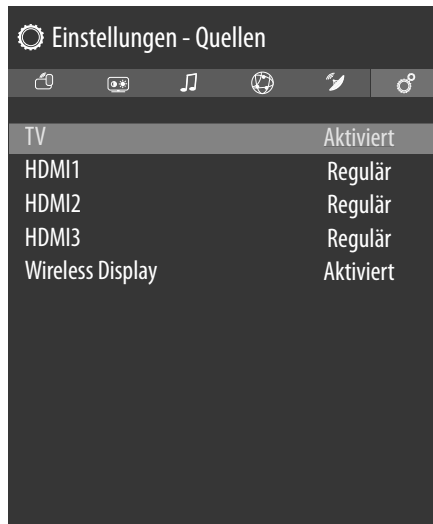 Einstellungen - Quellen
TV Aktiviert
HDMI1 Regulär
HDMI2 Regulär
HDMI3 Regulär
Wireless Display Aktiviert